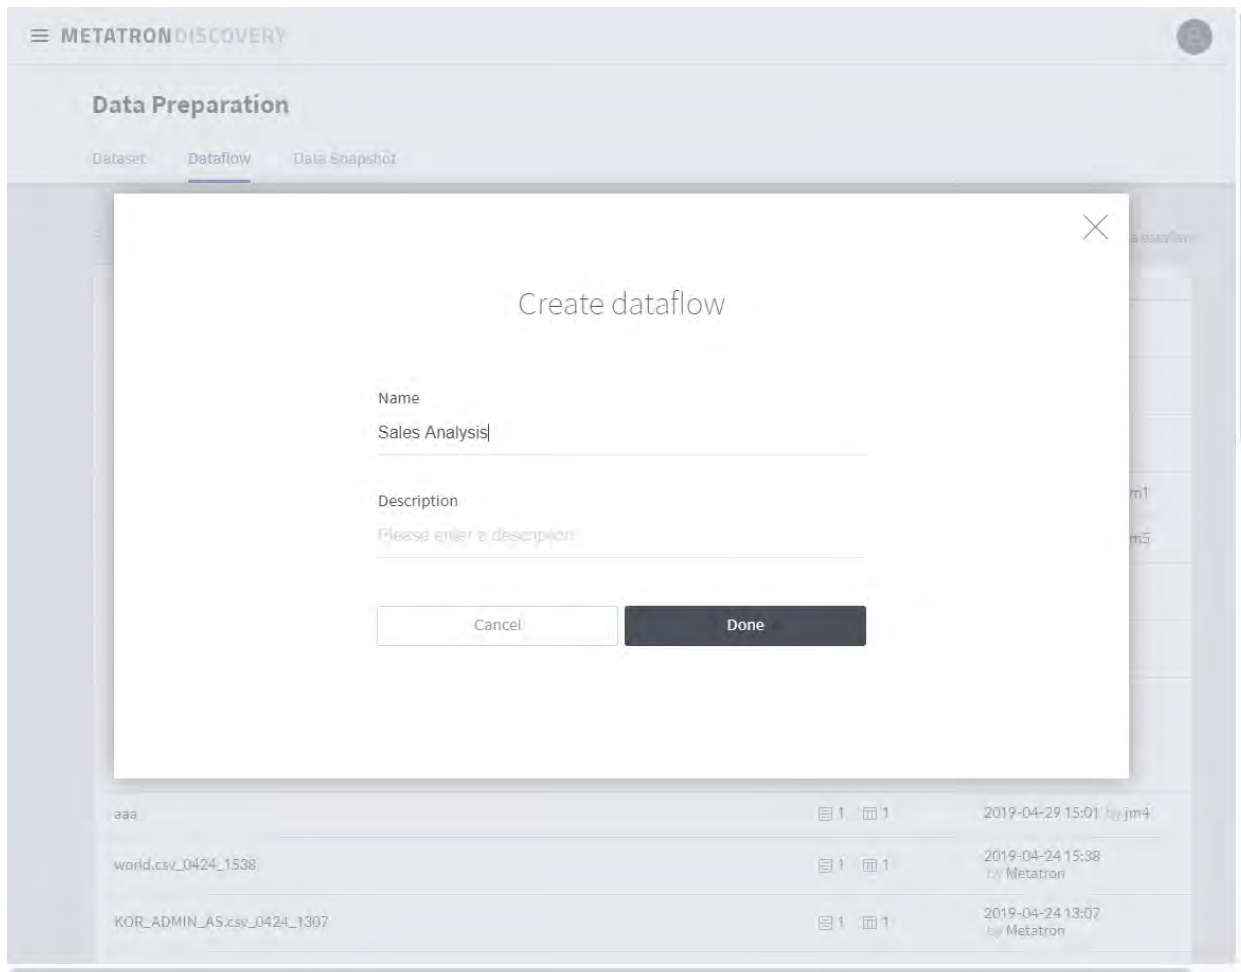 METATRON DISCOVERY
Data Preparation
Dataset Dataflow Data Snapshot
a dataflow
Create dataflow
Name
Sales Analysis
Description
Please enter a description
m1
m5
Cancel Done
aaa 1 1 2019-04-29 15:01 by jm4
world.csv_0424_1538 1 1 2019-04-24 15:38
by Metatron
KOR_ADMIN_AS.csv_0424_1307 1 1 2019-04-24 13:07
by Metatron